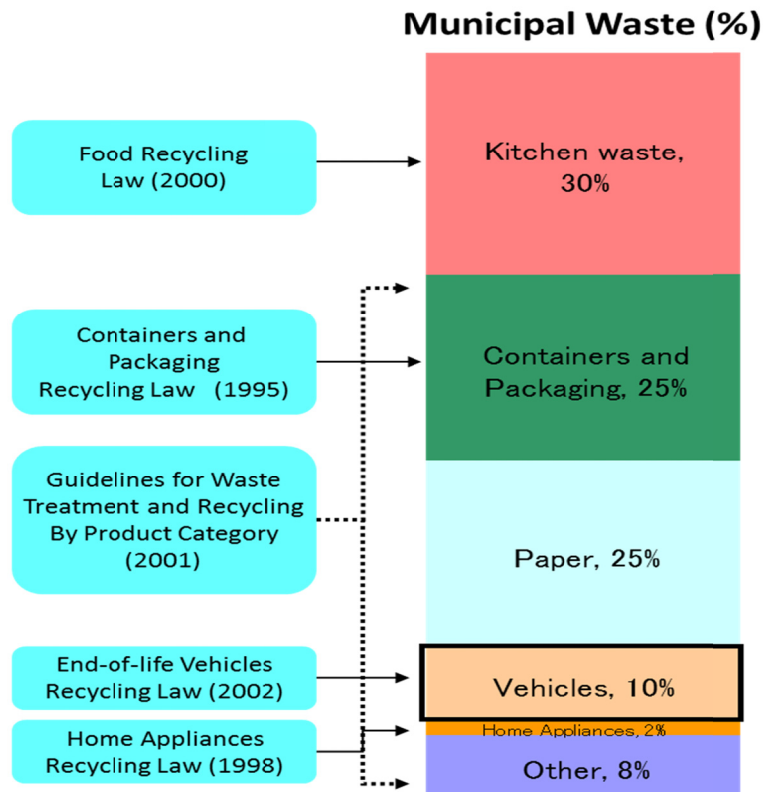 Municipal Waste (%)
Food Recycling
Law (2000)
Kitchen waste,
30%
Containers and
Packaging
Recycling Law (1995)
Containers and
Packaging, 25%
Guidelines for Waste
Treatment and Recycling
By Product Category
(2001)
Paper, 25%
End-of-life Vehicles
Recycling Law (2002)
Vehicles, 10%
Home Appliances
Recycling Law (1998)
Home Appliances, 2%
Other, 8%